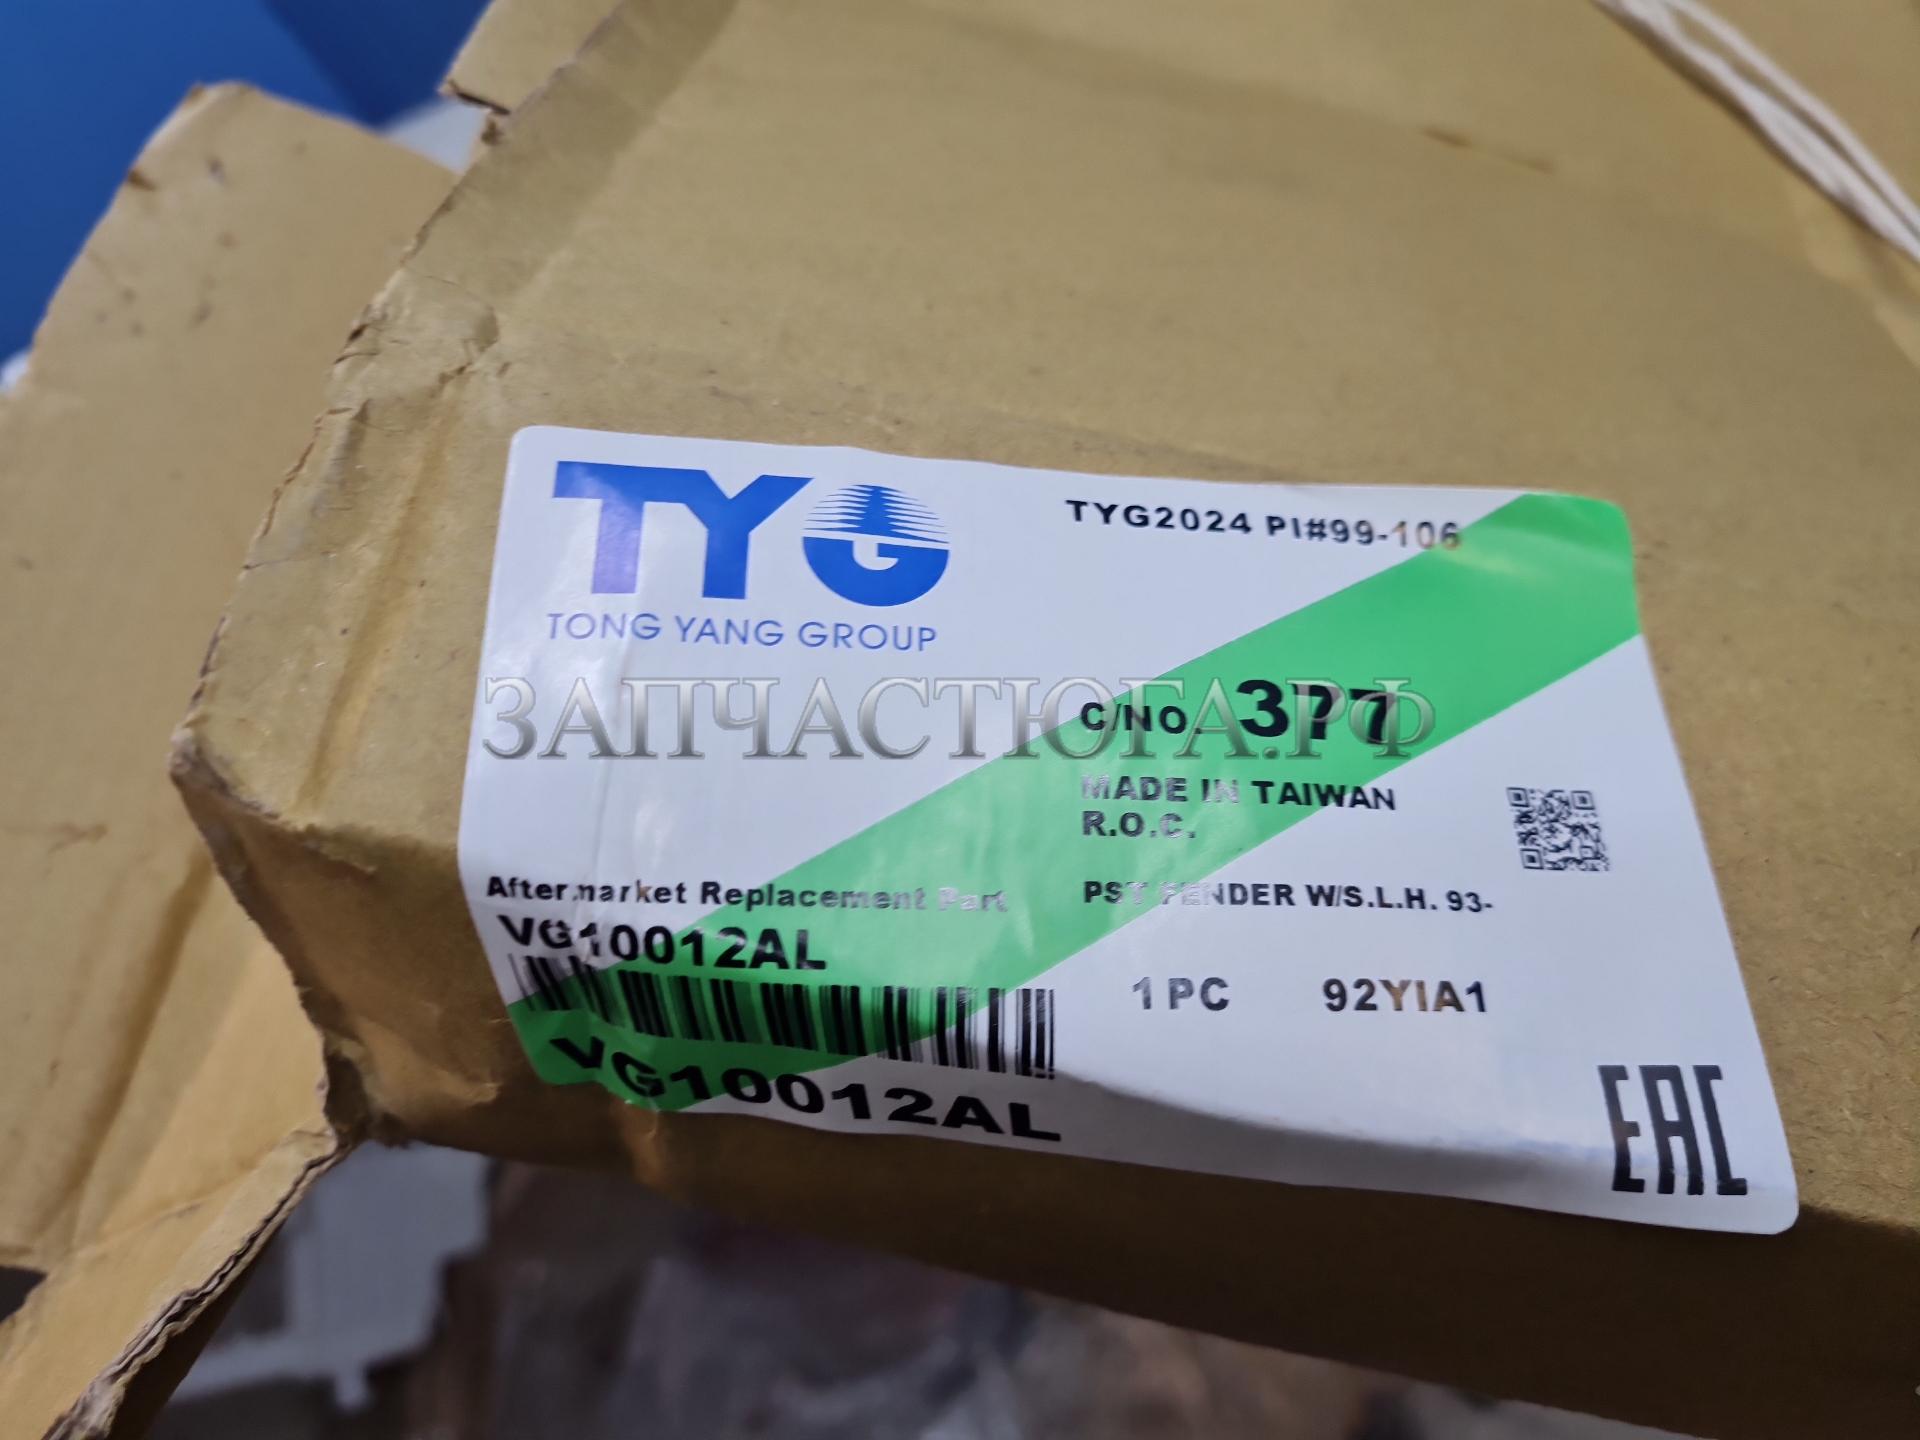 TYG
TONG YANG GROUP
TYG2024 PI#99-106
ЗАПЧАСТЮГА.РФ
C/NO. 377
MADE IN TAIWAN
R.O.C.
Aftermarket Replacement Part
PST FENDER W/S.L.H. 93-
VG10012AL
1 PC 92YIA1
VG10012AL
EAC